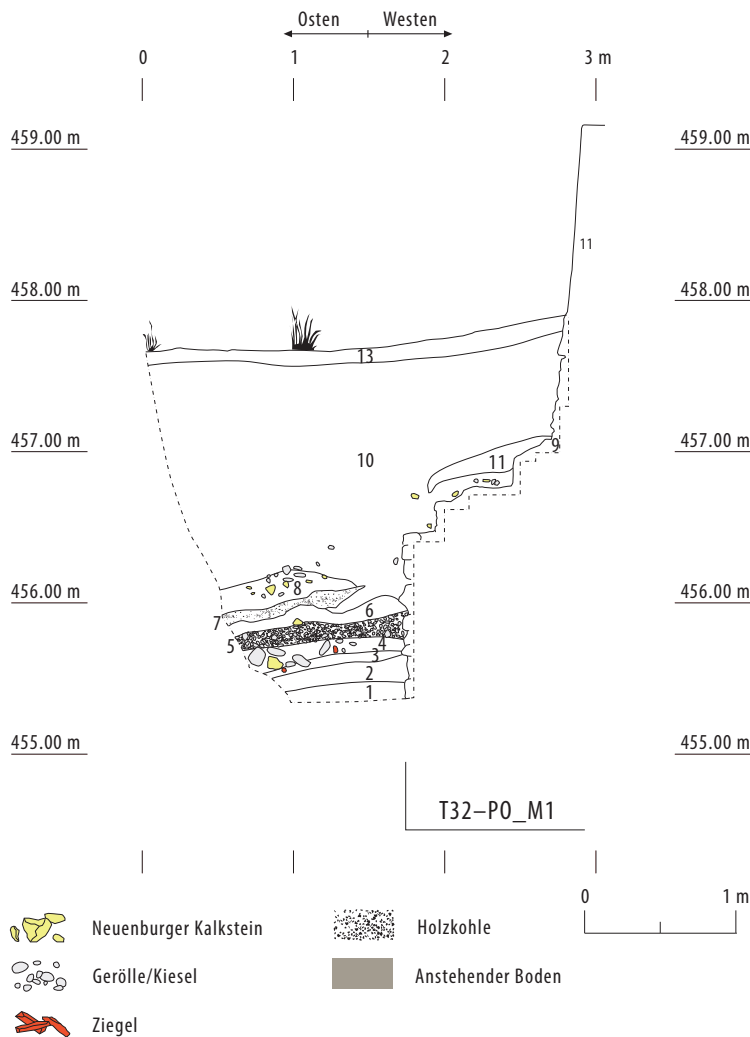 Osten Westen
0 1 2 3 m
459.00 m 459.00 m
11
458.00 m 458.00 m
13
457.00 m 457.00 m
9
10 11
456.00 m 456.00 m
8
6
7
5 4
3
2
1
455.00 m 455.00 m
T32–PO_M1
0 1 m
Neuenburger Kalkstein Holzkohle
Gerölle/Kiesel Anstehender Boden
Ziegel